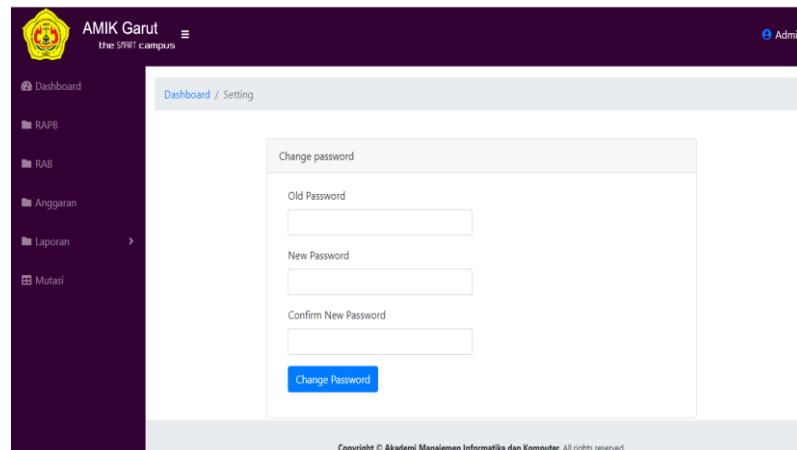 AMIK Garut
the SMART campus
Admi
Dashboard
Dashboard / Setting
RAPB
RAB
Anggaran
Laporan
Mutasi
Change password
Old Password
New Password
Confirm New Password
Change Password
Copyright © Akademi Manajemen Informatika dan Komputer. All rights reserved.